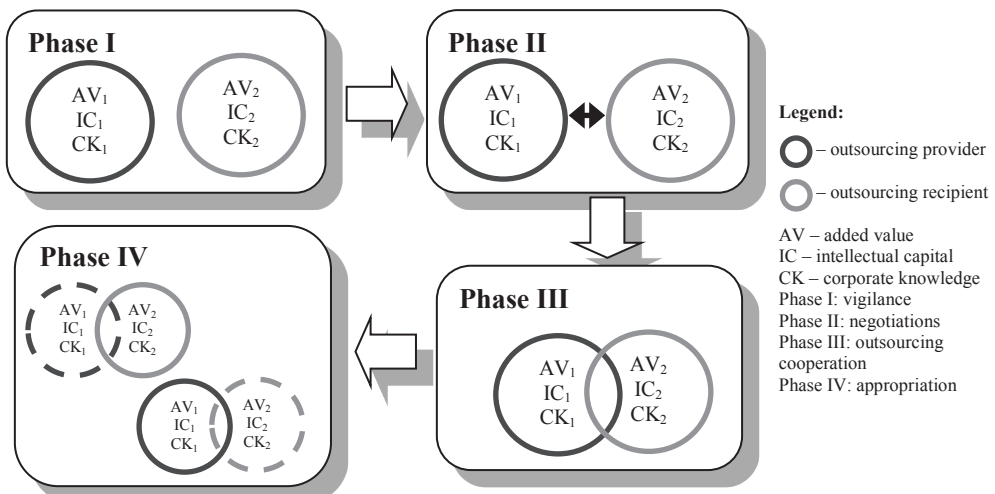 Phase I
AV₁
IC₁
CK₁
AV₂
IC₂
CK₂
Phase II
AV₁
IC₁
CK₁
AV₂
IC₂
CK₂
Phase III
AV₁
IC₁
CK₁
AV₂
IC₂
CK₂
Phase IV
AV₁
IC₁
CK₁
AV₂
IC₂
CK₂
AV₁
IC₁
CK₁
AV₂
IC₂
CK₂
Legend:
– outsourcing provider
– outsourcing recipient
AV – added value
IC – intellectual capital
CK – corporate knowledge
Phase I: vigilance
Phase II: negotiations
Phase III: outsourcing
cooperation
Phase IV: appropriation